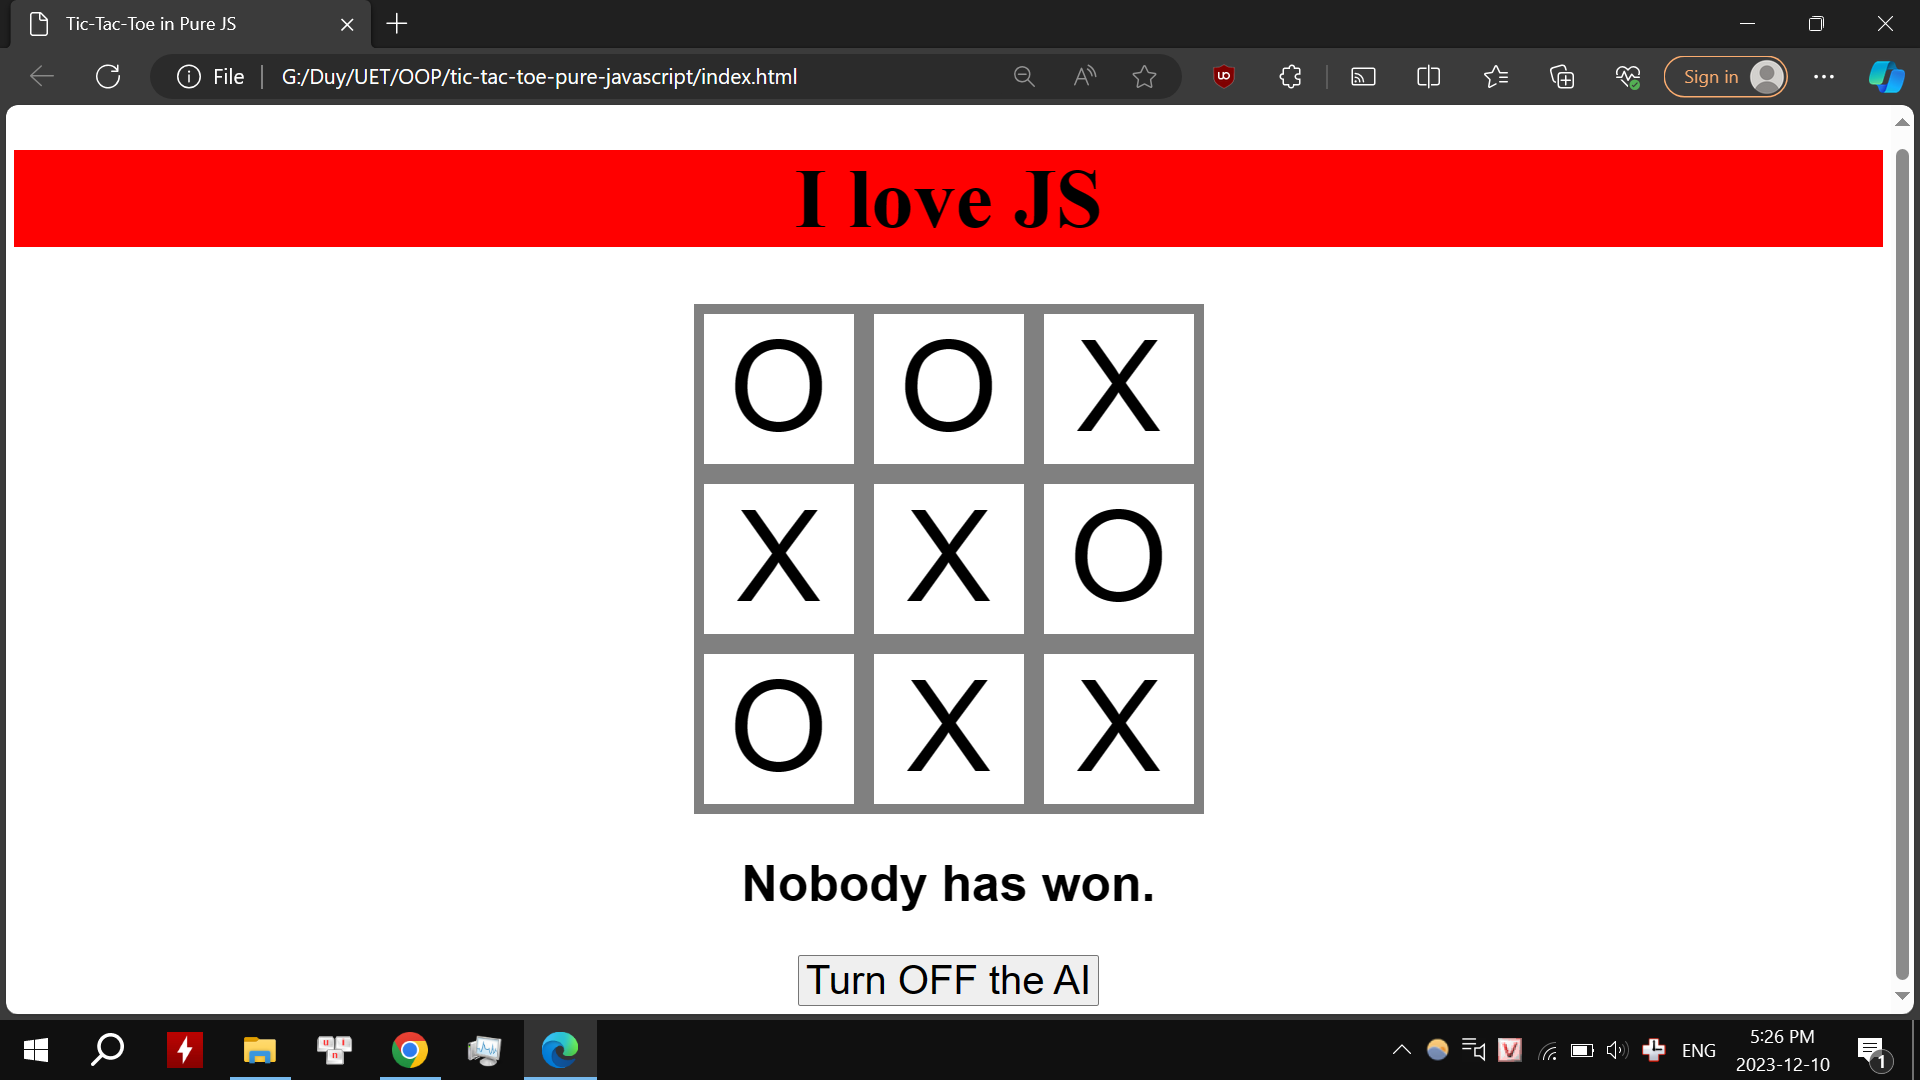 Tic-Tac-Toe in Pure JS
File G:/Duy/UET/OOP/tic-tac-toe-pure-javascript/index.html Sign in
I love JS
O O X
X X O
O X X
Nobody has won.
Turn OFF the AI
5:26 PM
ENG
2023-12-10
1